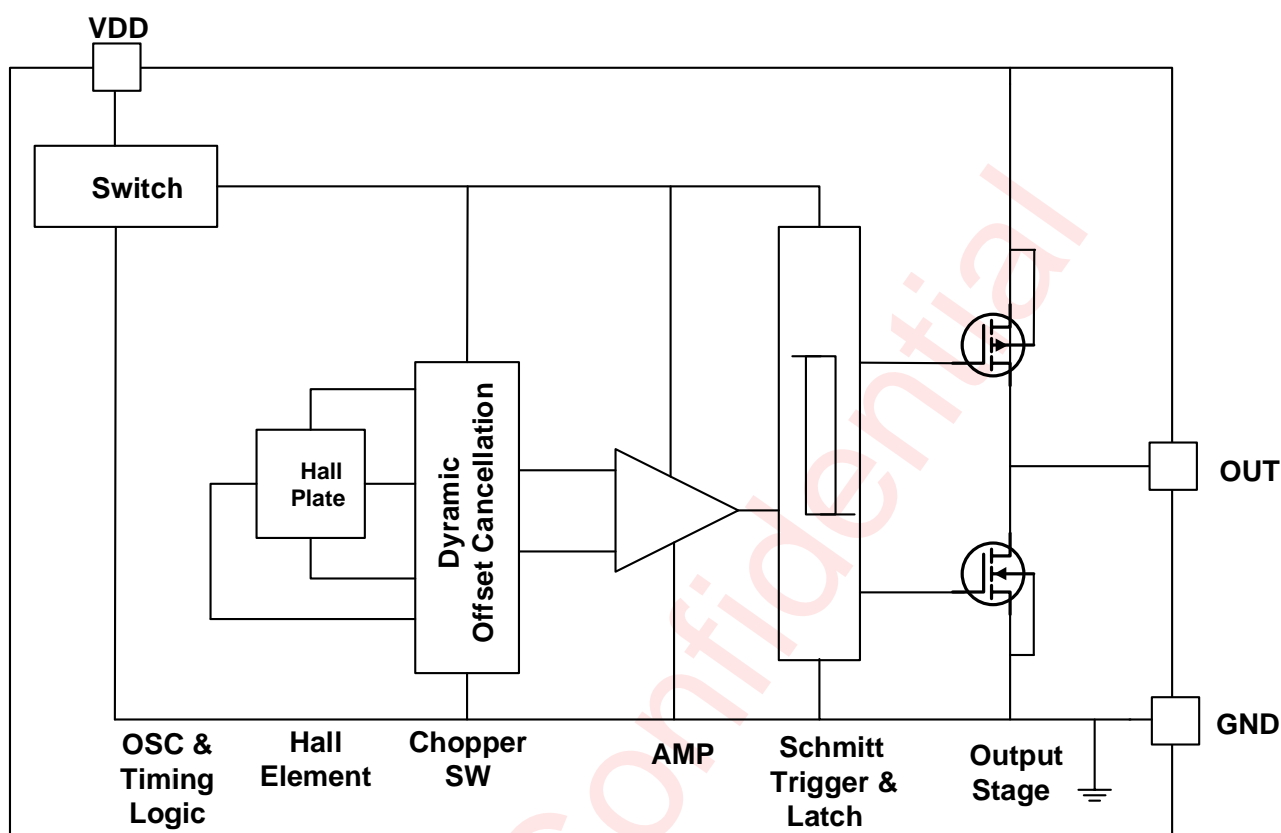 VDD
Switch
Hall
Plate
Dyramic
Offset Cancellation
OUT
GND
OSC &
Timing
Logic
Hall
Element
Chopper
SW
AMP
Schmitt
Trigger &
Latch
Output
Stage
Confidential